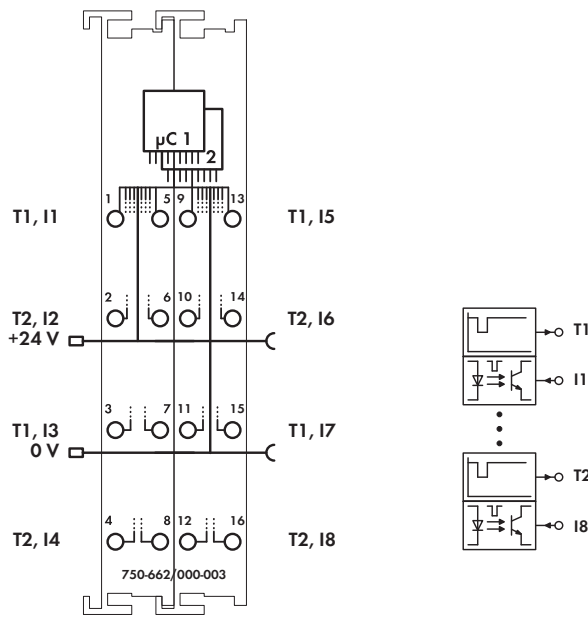 µC 1
2
1 5 9 13
T1, I1 T1, I5
2 6 10 14
T2, I2 T2, I6
+24 V
T1
I1
3 7 11 15
T1, I3 T1, I7
0 V
T2
4 8 12 16
T2, I4 T2, I8
I8
750-662/000-003